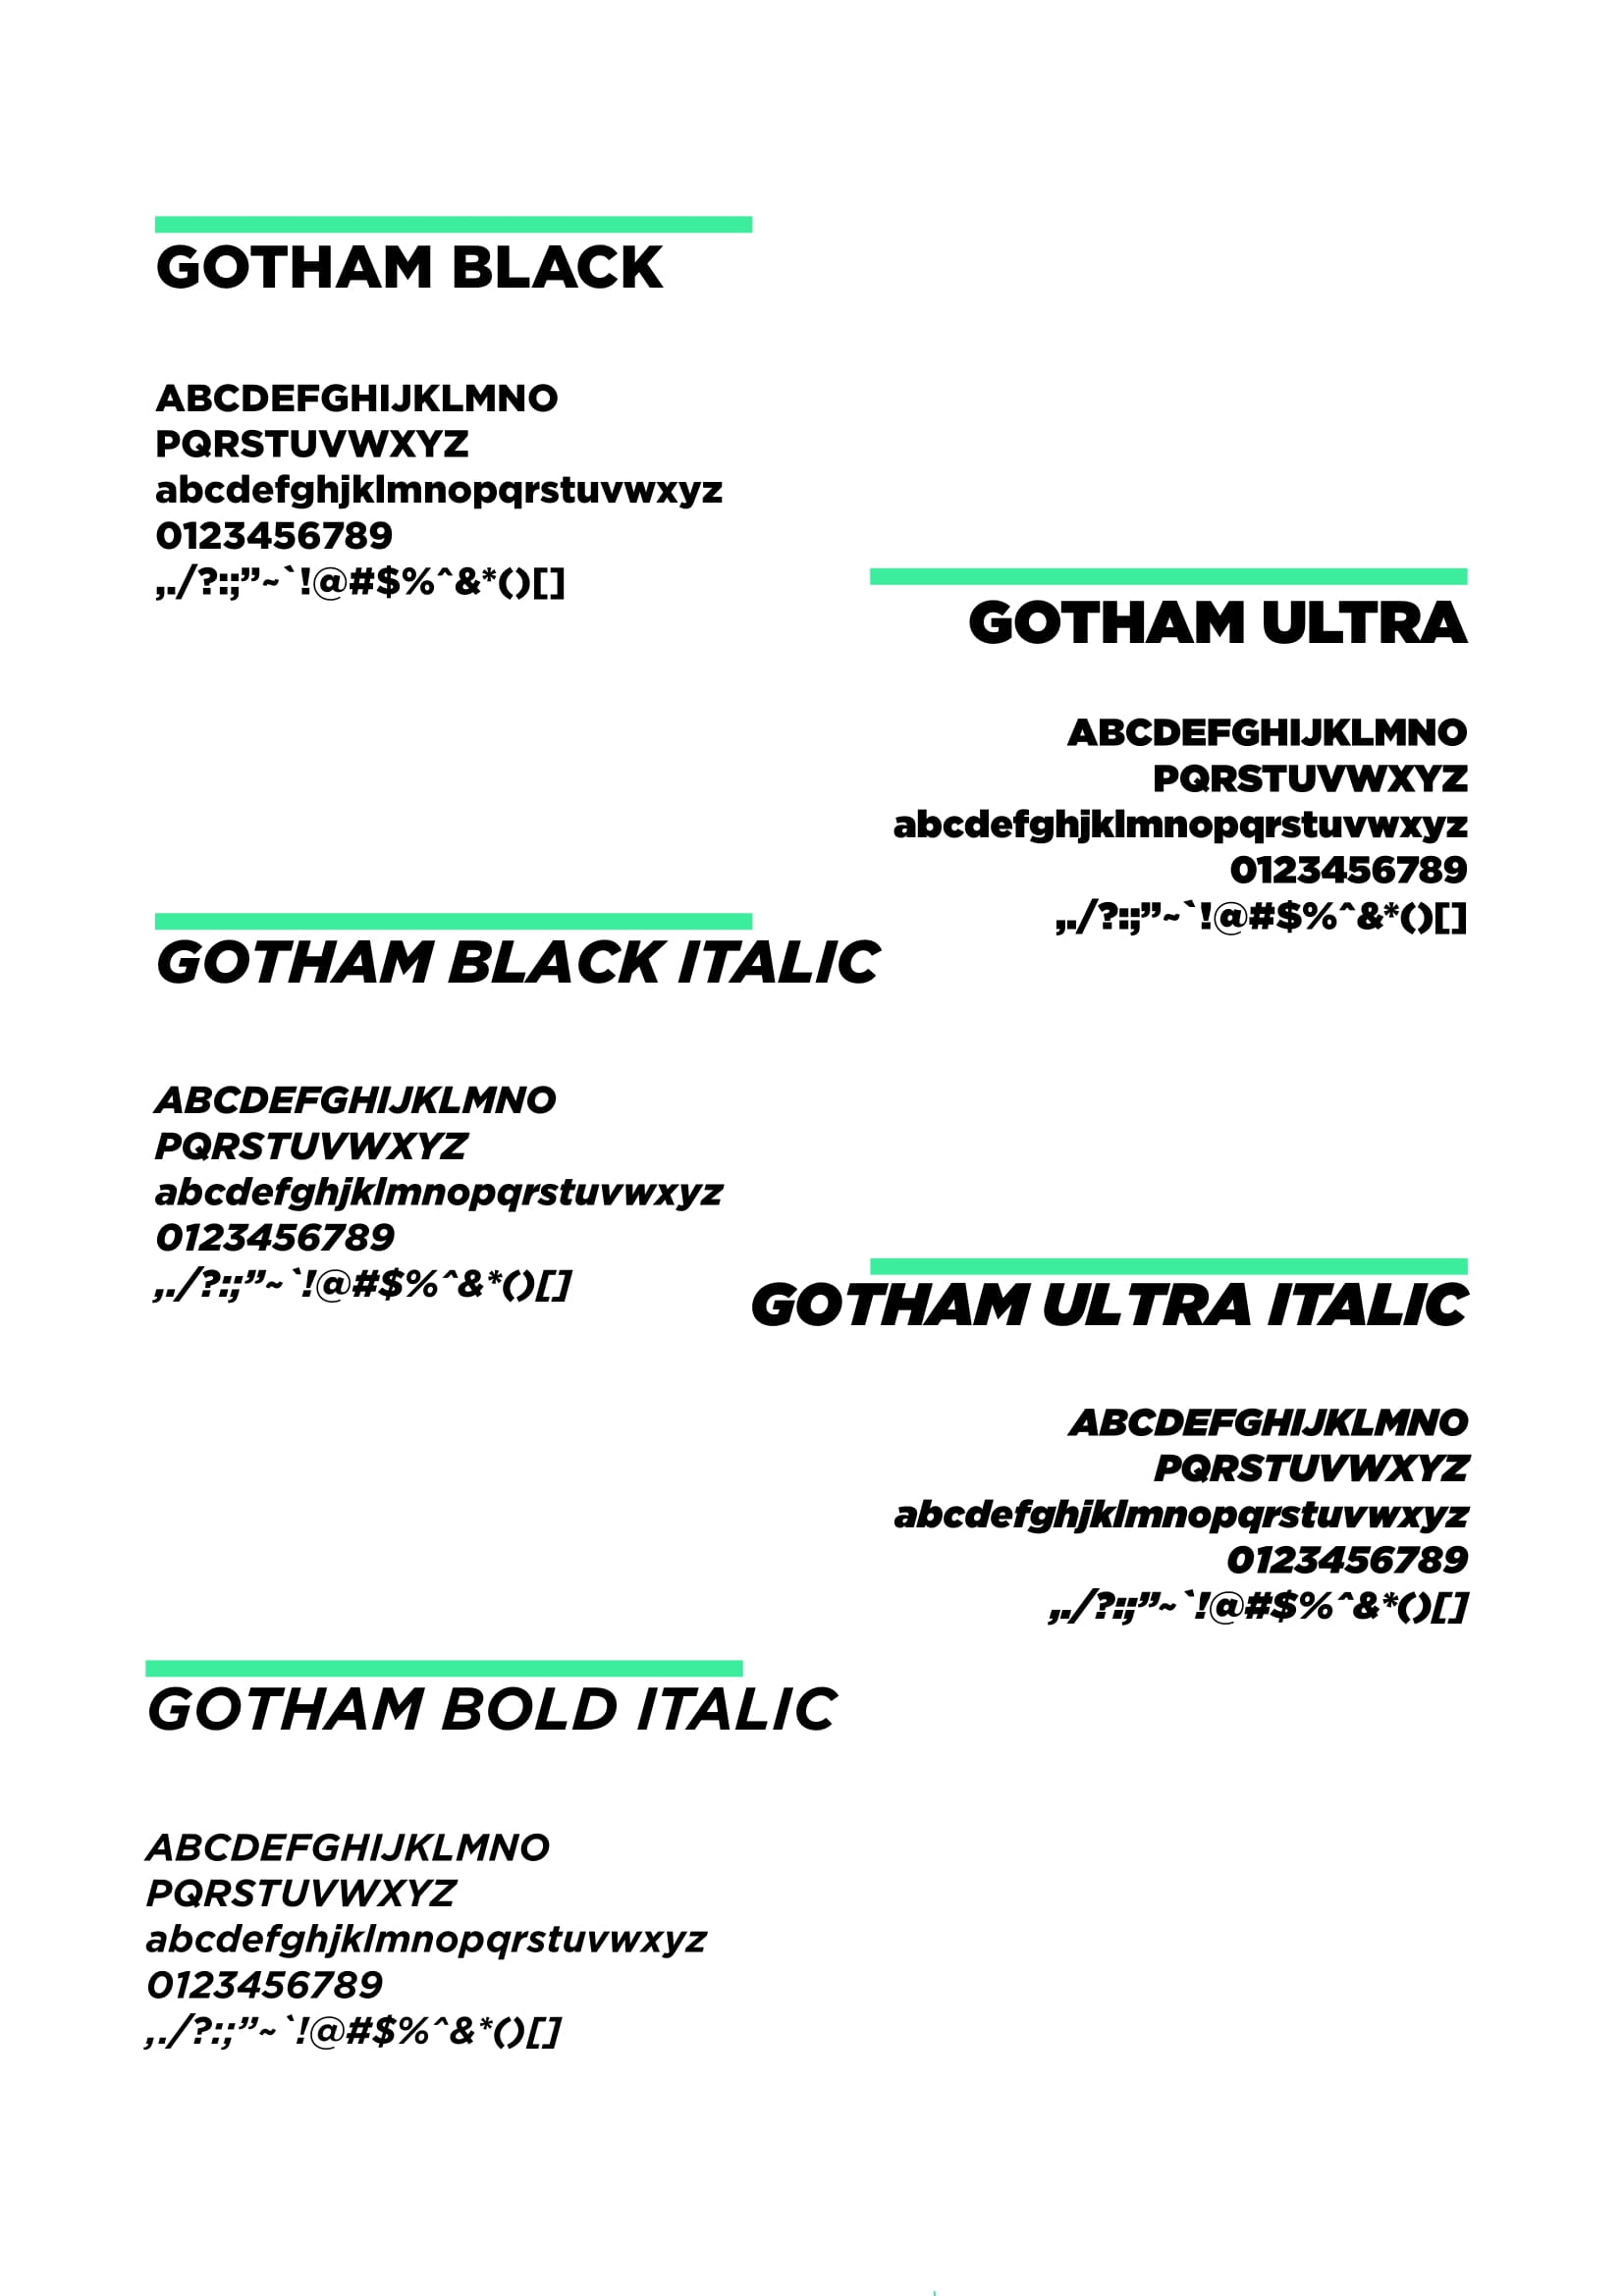 GOTHAM BLACK
ABCDEFGHIJKLMNO
PQRSTUVWXYZ
abcdefghjklmnopqrstuvwxyz
0123456789
,./?:;”~`!@#$%^&*()[]
GOTHAM ULTRA
ABCDEFGHIJKLMNO
PQRSTUVWXYZ
abcdefghjklmnopqrstuvwxyz
0123456789
,./?:;”~`!@#$%^&*()[]
GOTHAM BLACK ITALIC
ABCDEFGHIJKLMNO
PQRSTUVWXYZ
abcdefghjklmnopqrstuvwxyz
0123456789
,./?:;”~`!@#$%^&*()[]
GOTHAM ULTRA ITALIC
ABCDEFGHIJKLMNO
PQRSTUVWXYZ
abcdefghjklmnopqrstuvwxyz
0123456789
,./?:;”~`!@#$%^&*()[]
GOTHAM BOLD ITALIC
ABCDEFGHIJKLMNO
PQRSTUVWXYZ
abcdefghjklmnopqrstuvwxyz
0123456789
,./?:;”~`!@#$%^&*()[]